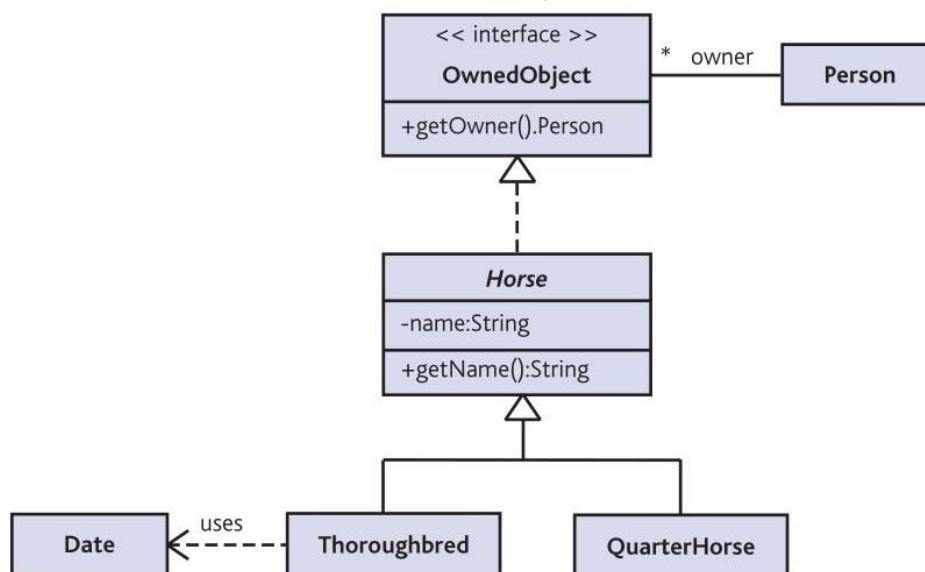 << interface >>
OwnedObject
* owner
Person
+getOwner().Person
Horse
-name:String
+getName():String
Date
uses
Thoroughbred
QuarterHorse